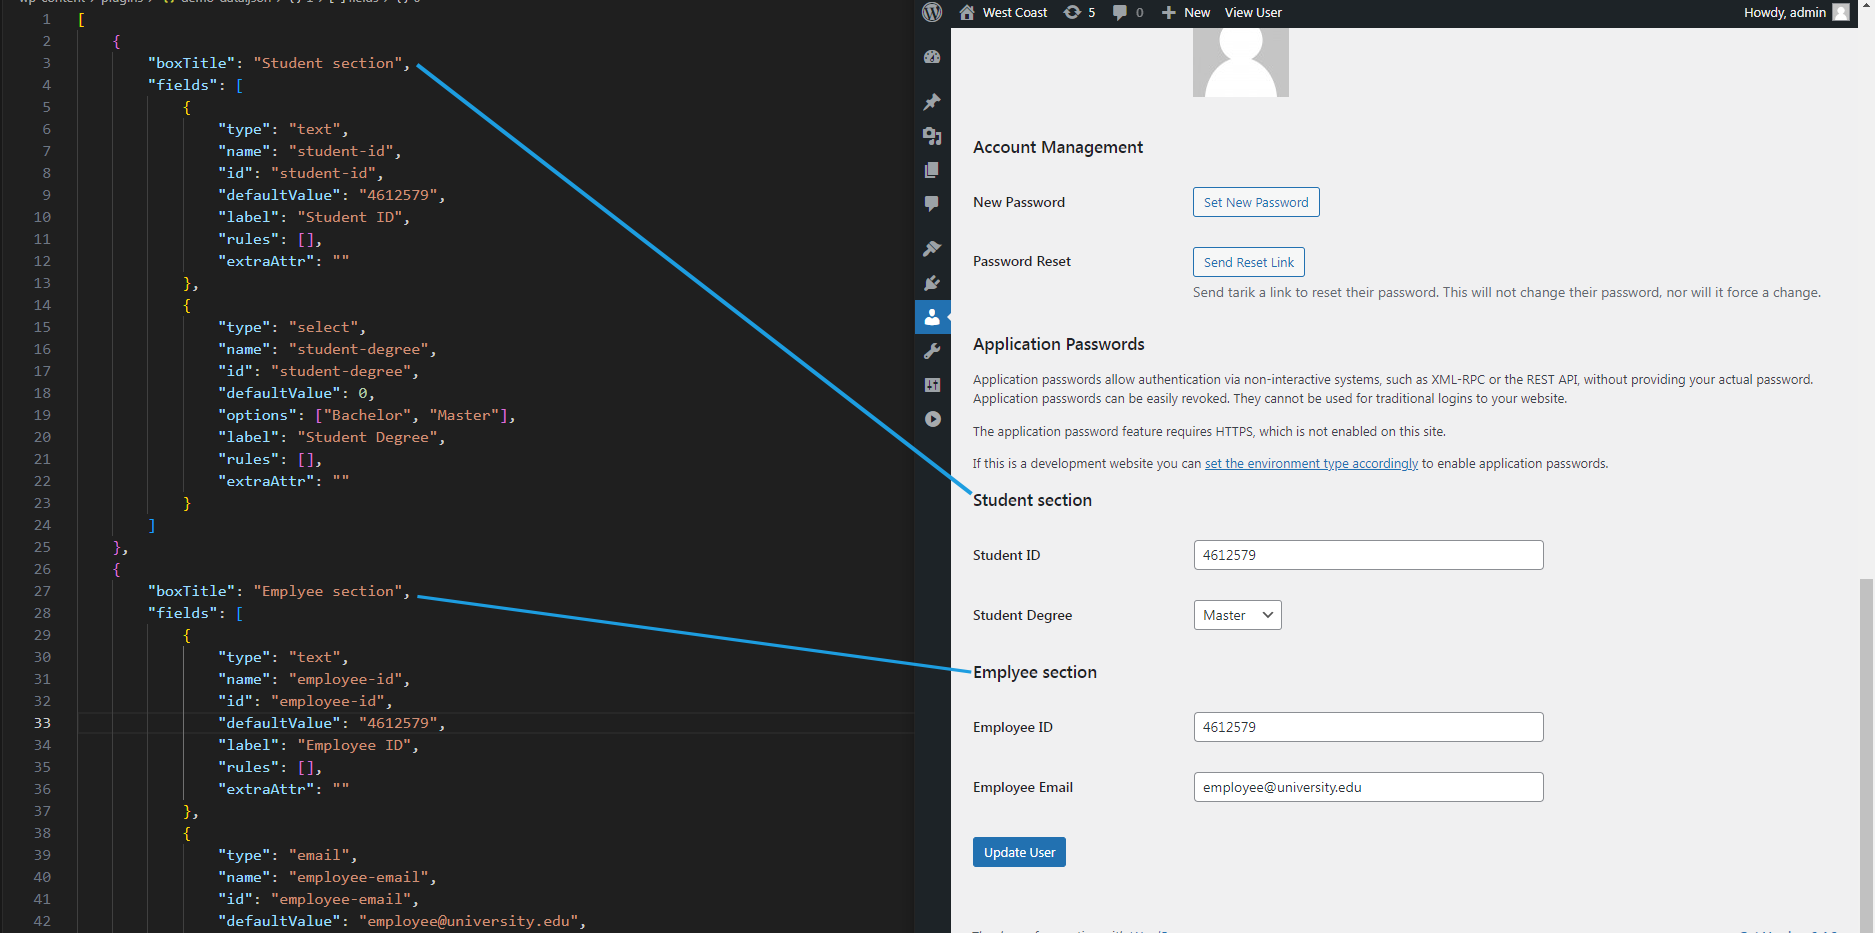 1 [
2 {
3 "boxTitle": "Student section",
4 "fields": [
5 {
6 "type": "text",
7 "name": "student-id",
8 "id": "student-id",
9 "defaultValue": "4612579",
10 "label": "Student ID",
11 "rules": [],
12 "extraAttr": ""
13 },
14 {
15 "type": "select",
16 "name": "student-degree",
17 "id": "student-degree",
18 "defaultValue": 0,
19 "options": ["Bachelor", "Master"],
20 "label": "Student Degree",
21 "rules": [],
22 "extraAttr": ""
23 }
24 ]
25 },
26 {
27 "boxTitle": "Emplyee section",
28 "fields": [
29 {
30 "type": "text",
31 "name": "employee-id",
32 "id": "employee-id",
33 "defaultValue": "4612579",
34 "label": "Employee ID",
35 "rules": [],
36 "extraAttr": ""
37 },
38 {
39 "type": "email",
40 "name": "employee-email",
41 "id": "employee-email",
42 "defaultValue": "employee@university.edu",
West Coast 5 0 New View User Howdy, admin
Account Management
New Password Set New Password
Password Reset Send Reset Link
Send tarik a link to reset their password. This will not change their password, nor will it force a change.
Application Passwords
Application passwords allow authentication via non-interactive systems, such as XML-RPC or the REST API, without providing your actual password.
Application passwords can be easily revoked. They cannot be used for traditional logins to your website.
The application password feature requires HTTPS, which is not enabled on this site.
If this is a development website you can set the environment type accordingly to enable application passwords.
Student section
Student ID 4612579
Student Degree Master
Emplyee section
Employee ID 4612579
Employee Email employee@university.edu
Update User